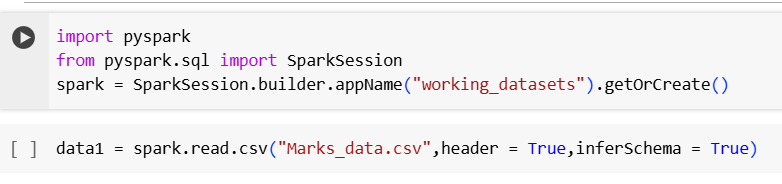 import pyspark
from pyspark.sql import SparkSession
spark = SparkSession.builder.appName("working_datasets").getOrCreate()
[ ] data1 = spark.read.csv("Marks_data.csv",header = True,inferSchema = True)